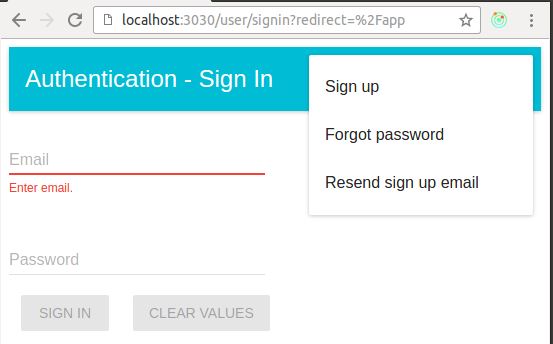 localhost:3030/user/signin?redirect=%2Fapp
Authentication - Sign In
Sign up
Forgot password
Resend sign up email
Email
Enter email.
Password
SIGN IN
CLEAR VALUES